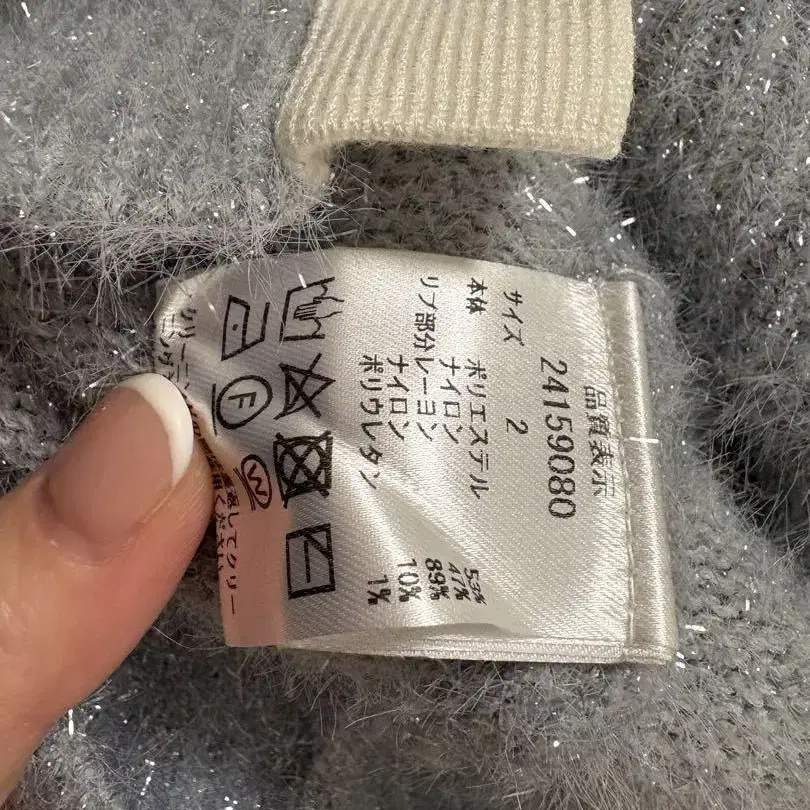 品質表示
24159080
サイズ 2
本体 ポリエステル 53%
ナイロン 47%
リブ部分 レーヨン 89%
ナイロン 10%
ポリウレタン 1%
F
W